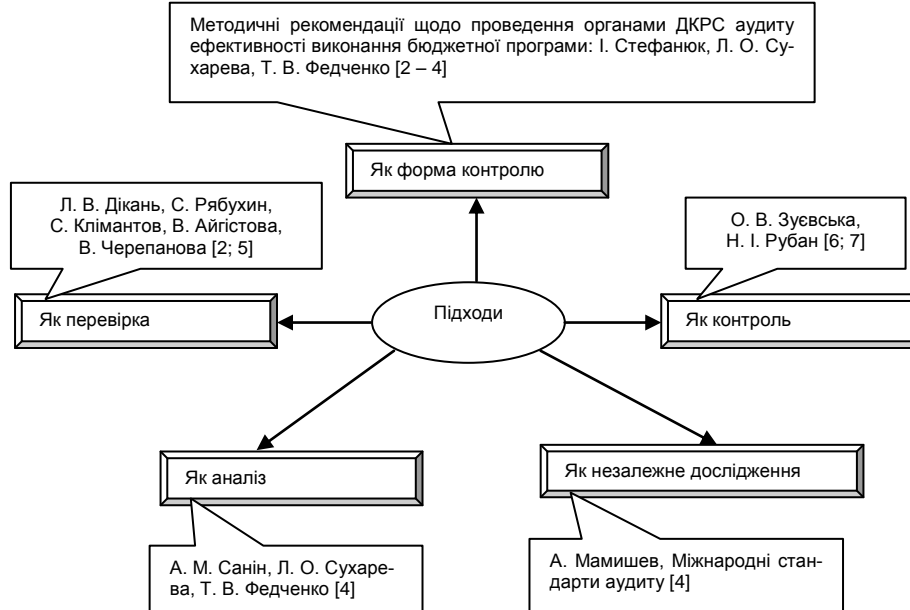 Методичні рекомендації щодо проведення органами ДКРС аудиту
ефективності виконання бюджетної програми: І. Стефанюк, Л. О. Су-
харева, Т. В. Федченко [2 – 4]
Як форма контролю
Л. В. Дікань, С. Рябухин,
С. Клімантов, В. Айгістова,
В. Черепанова [2; 5]
О. В. Зуєвська,
Н. І. Рубан [6; 7]
Як перевірка
Підходи
Як контроль
Як аналіз
Як незалежне дослідження
А. М. Санін, Л. О. Сухаре-
ва, Т. В. Федченко [4]
А. Мамишев, Міжнародні стан-
дарти аудиту [4]